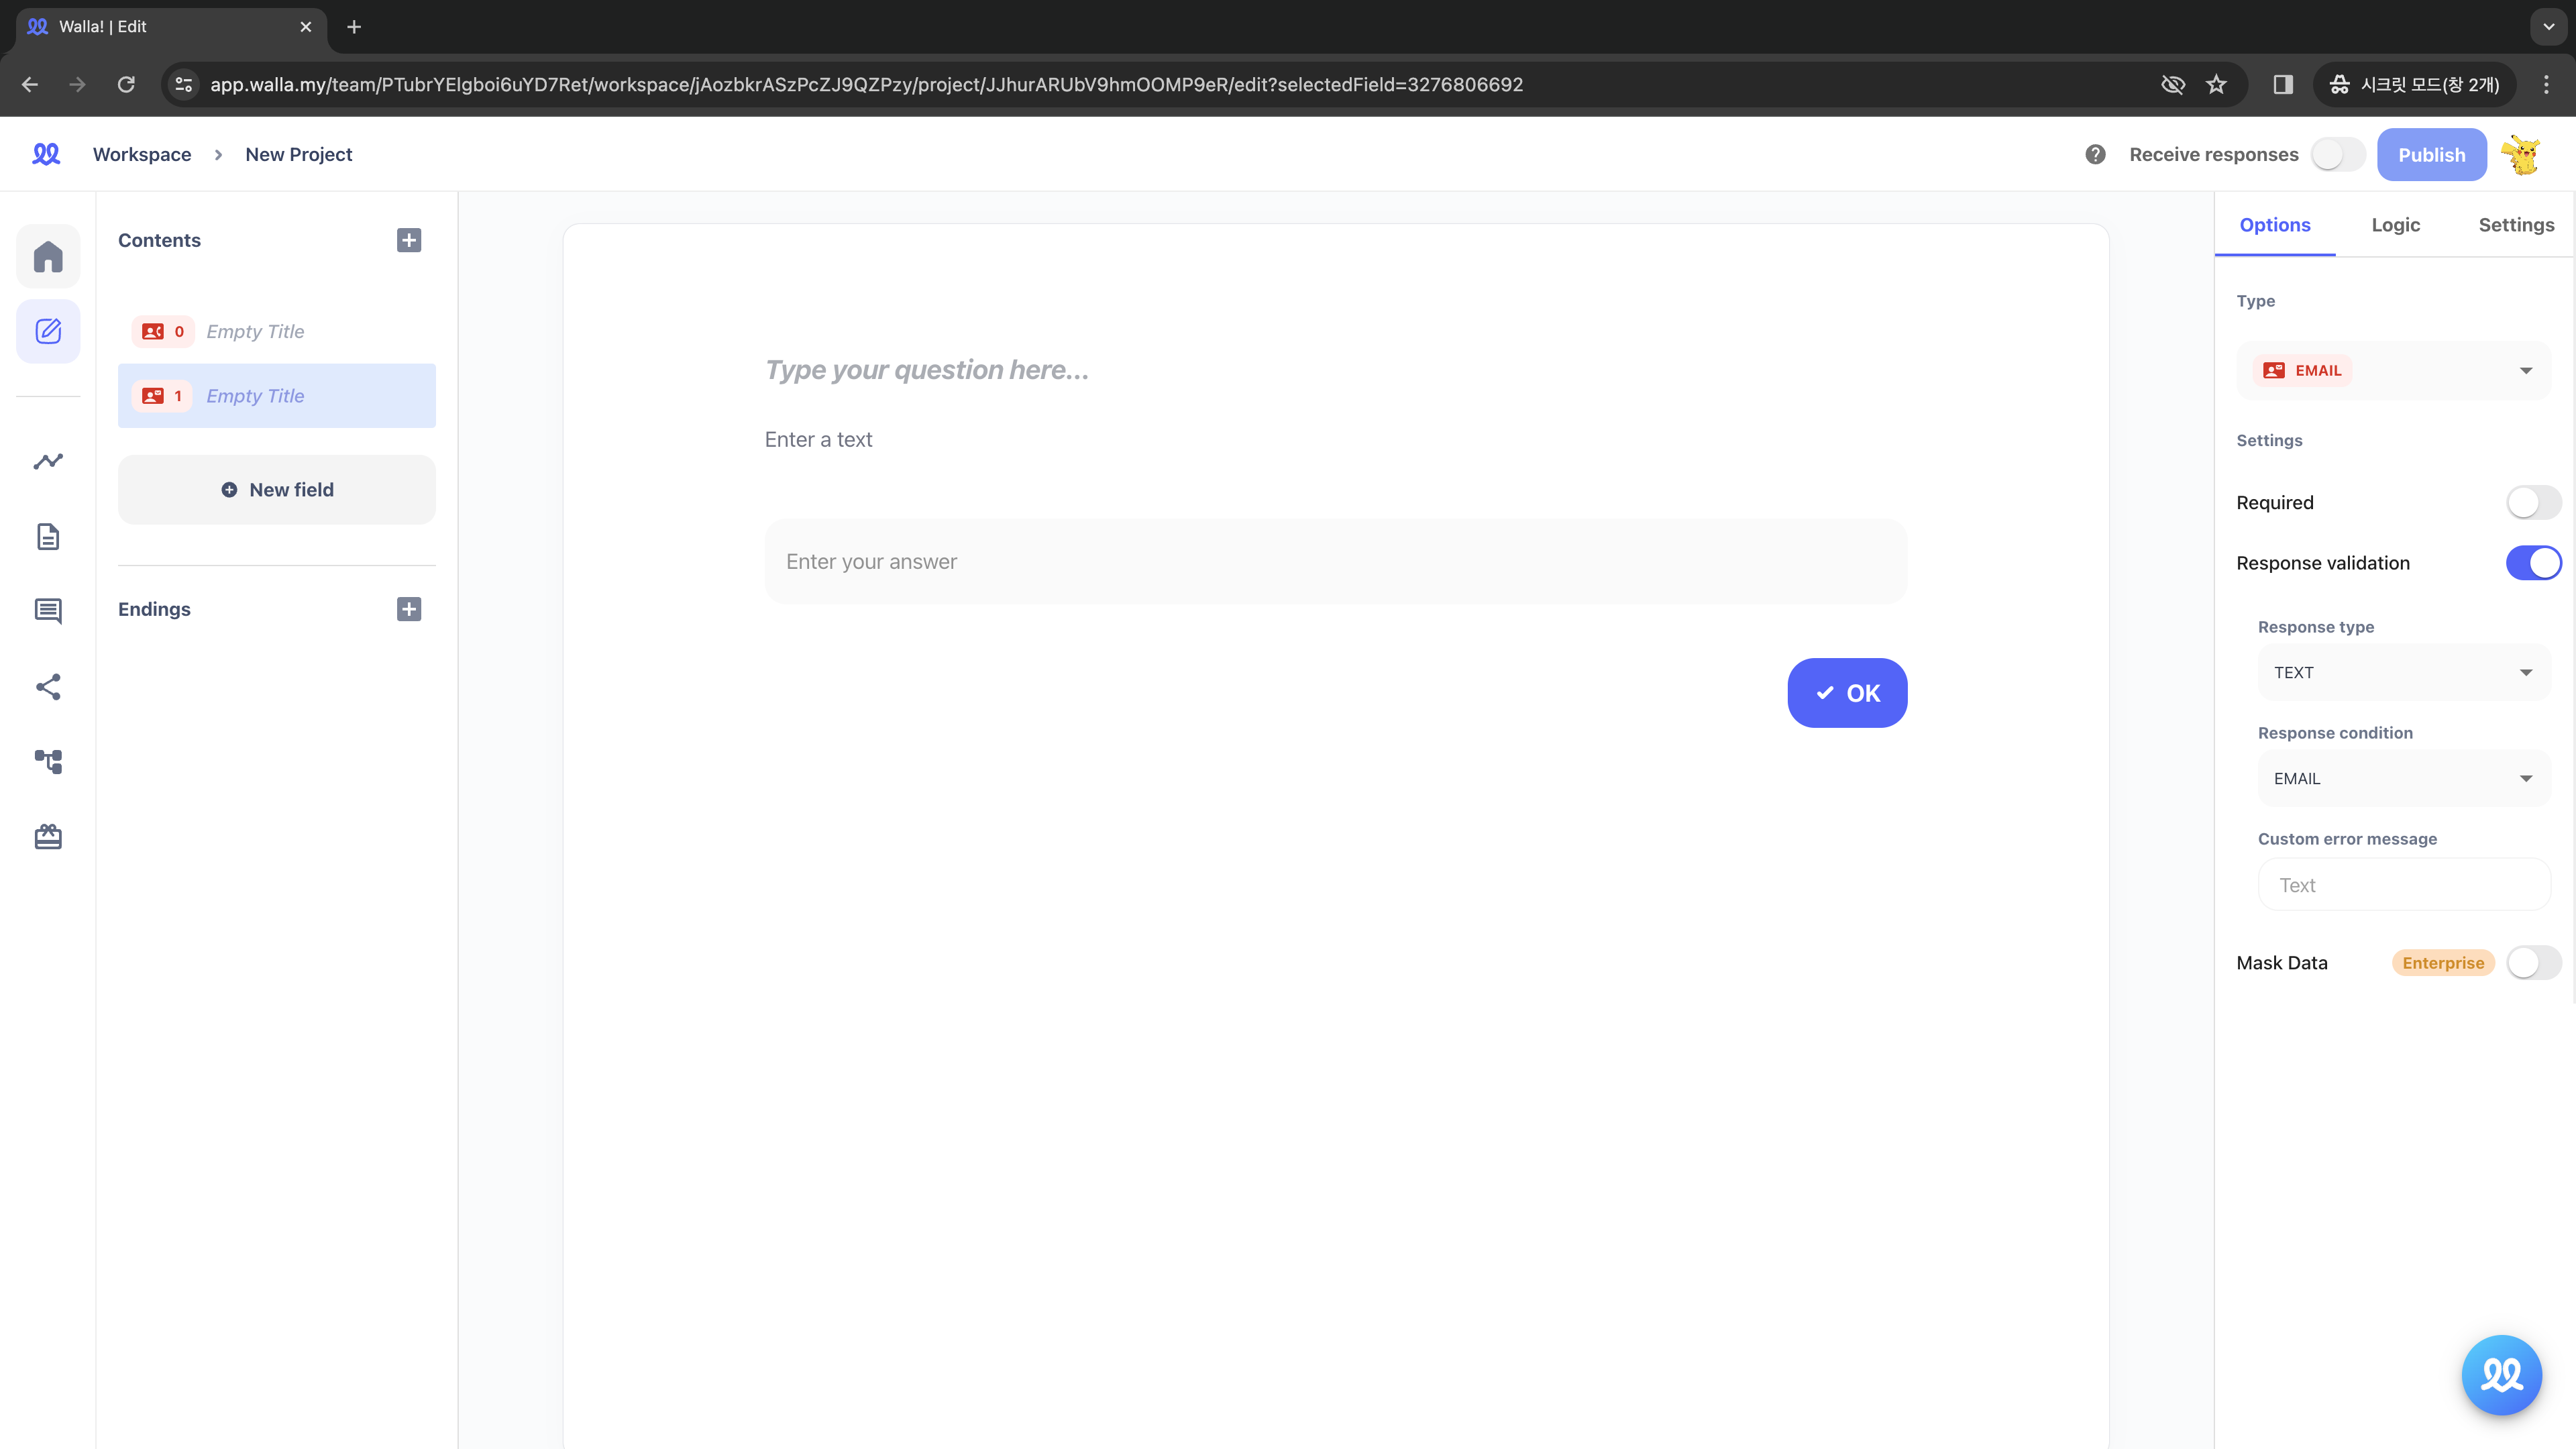 Walla! | Edit
app.walla.my/team/PTubrYEIgboi6uYD7Ret/workspace/jAozbkrASzPcZJ9QZPzy/project/JJhurARUbV9hmOOMP9eR/edit?selectedField=3276806692
시크릿 모드(창 2개)
Workspace
New Project
Receive responses
Publish
Contents
0 Empty Title
1 Empty Title
New field
Endings
Type your question here...
Enter a text
Enter your answer
OK
Options
Logic
Settings
Type
EMAIL
Settings
Required
Response validation
Response type
TEXT
Response condition
EMAIL
Custom error message
Text
Mask Data
Enterprise